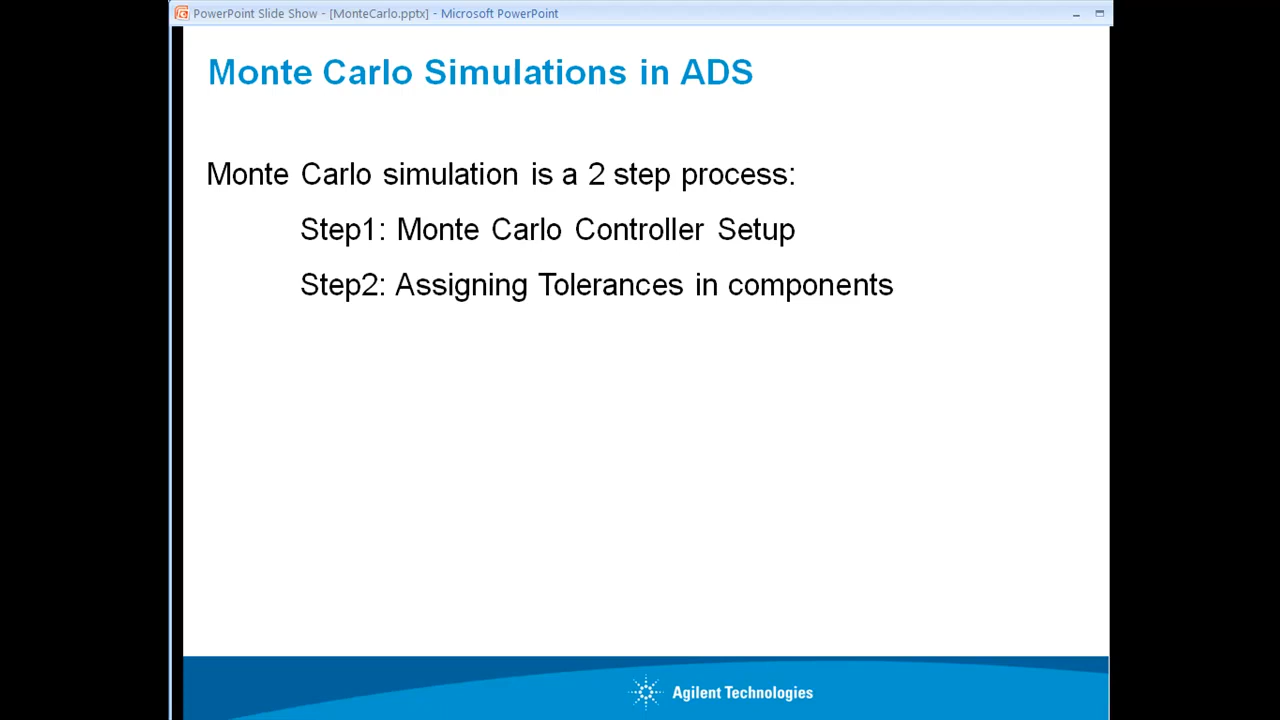 PowerPoint Slide Show - [MonteCarlo.pptx] - Microsoft PowerPoint
Monte Carlo Simulations in ADS
Monte Carlo simulation is a 2 step process:
Step1: Monte Carlo Controller Setup
Step2: Assigning Tolerances in components
Agilent Technologies